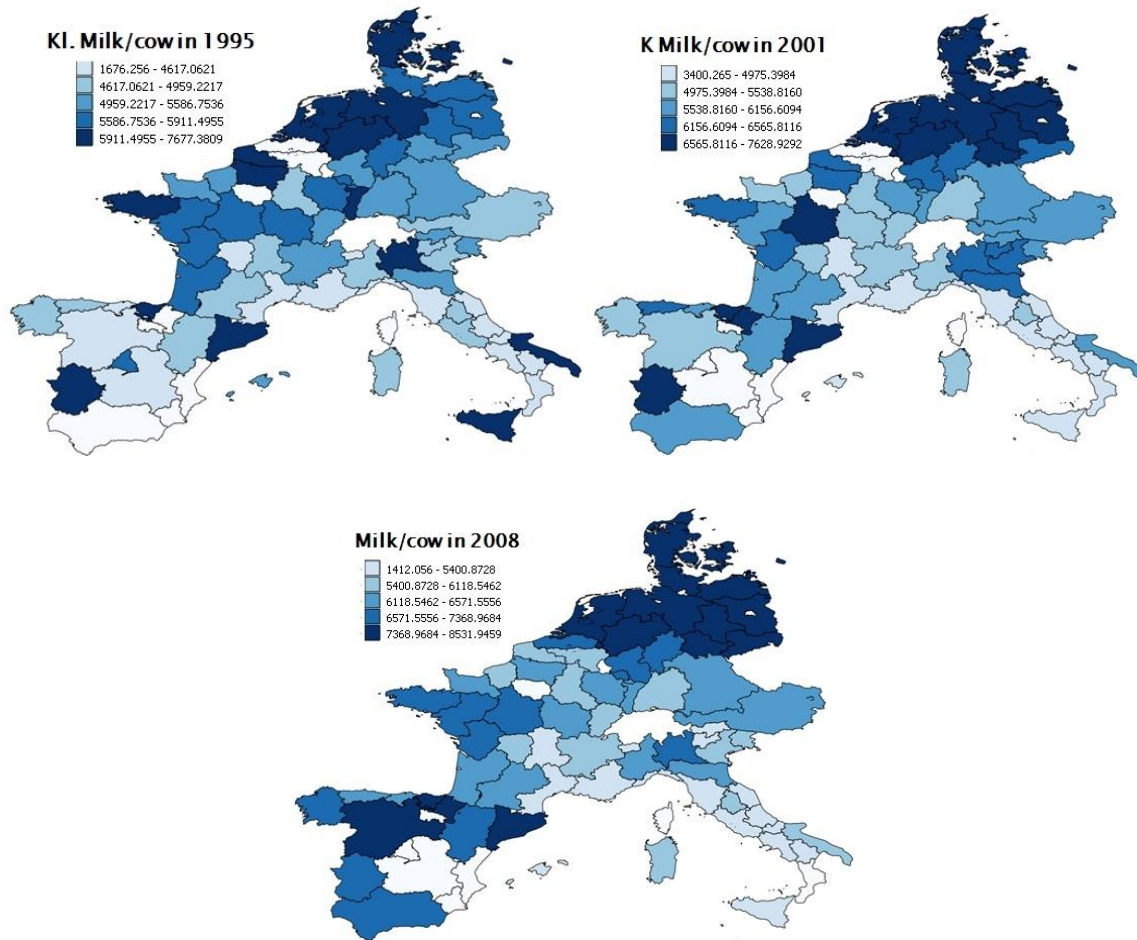 Kl. Milk/cow in 1995
1676.256 - 4617.0621
4617.0621 - 4959.2217
4959.2217 - 5586.7536
5586.7536 - 5911.4955
5911.4955 - 7677.3809
K Milk/cow in 2001
3400.265 - 4975.3984
4975.3984 - 5538.8160
5538.8160 - 6156.6094
6156.6094 - 6565.8116
6565.8116 - 7628.9292
Milk/cow in 2008
1412.056 - 5400.8728
5400.8728 - 6118.5462
6118.5462 - 6571.5556
6571.5556 - 7368.9684
7368.9684 - 8531.9459